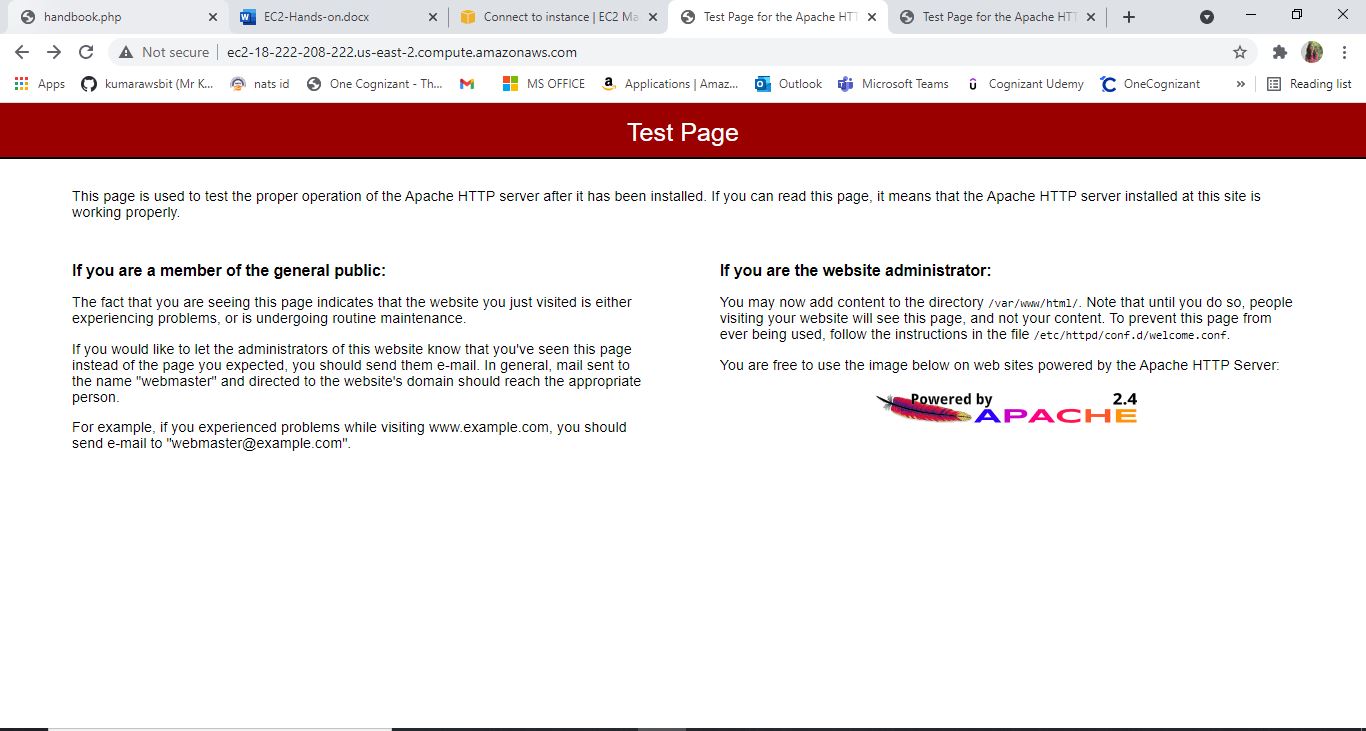 handbook.php
EC2-Hands-on.docx
Connect to instance | EC2 Ma
Test Page for the Apache HTT
Test Page for the Apache HTT
Not secure
ec2-18-222-208-222.us-east-2.compute.amazonaws.com
Apps
kumarawsbit (Mr K...
nats id
One Cognizant - Th...
MS OFFICE
Applications | Amaz...
Outlook
Microsoft Teams
Cognizant Udemy
OneCognizant
»
Reading list
Test Page
This page is used to test the proper operation of the Apache HTTP server after it has been installed. If you can read this page, it means that the Apache HTTP server installed at this site is
working properly.
If you are a member of the general public:
The fact that you are seeing this page indicates that the website you just visited is either
experiencing problems, or is undergoing routine maintenance.
If you would like to let the administrators of this website know that you've seen this page
instead of the page you expected, you should send them e-mail. In general, mail sent to
the name "webmaster" and directed to the website's domain should reach the appropriate
person.
For example, if you experienced problems while visiting www.example.com, you should
send e-mail to "webmaster@example.com".
If you are the website administrator:
You may now add content to the directory /var/www/html/. Note that until you do so, people
visiting your website will see this page, and not your content. To prevent this page from
ever being used, follow the instructions in the file /etc/httpd/conf.d/welcome.conf.
You are free to use the image below on web sites powered by the Apache HTTP Server:
Powered by 2.4
APACHE